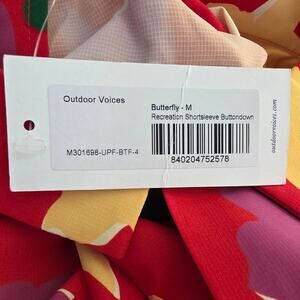 Outdoor Voices
Butterfly - M
Recreation Shortsleeve Buttondown
M301698-UPF-BTF-4
840204752578
outdoorvoices.com